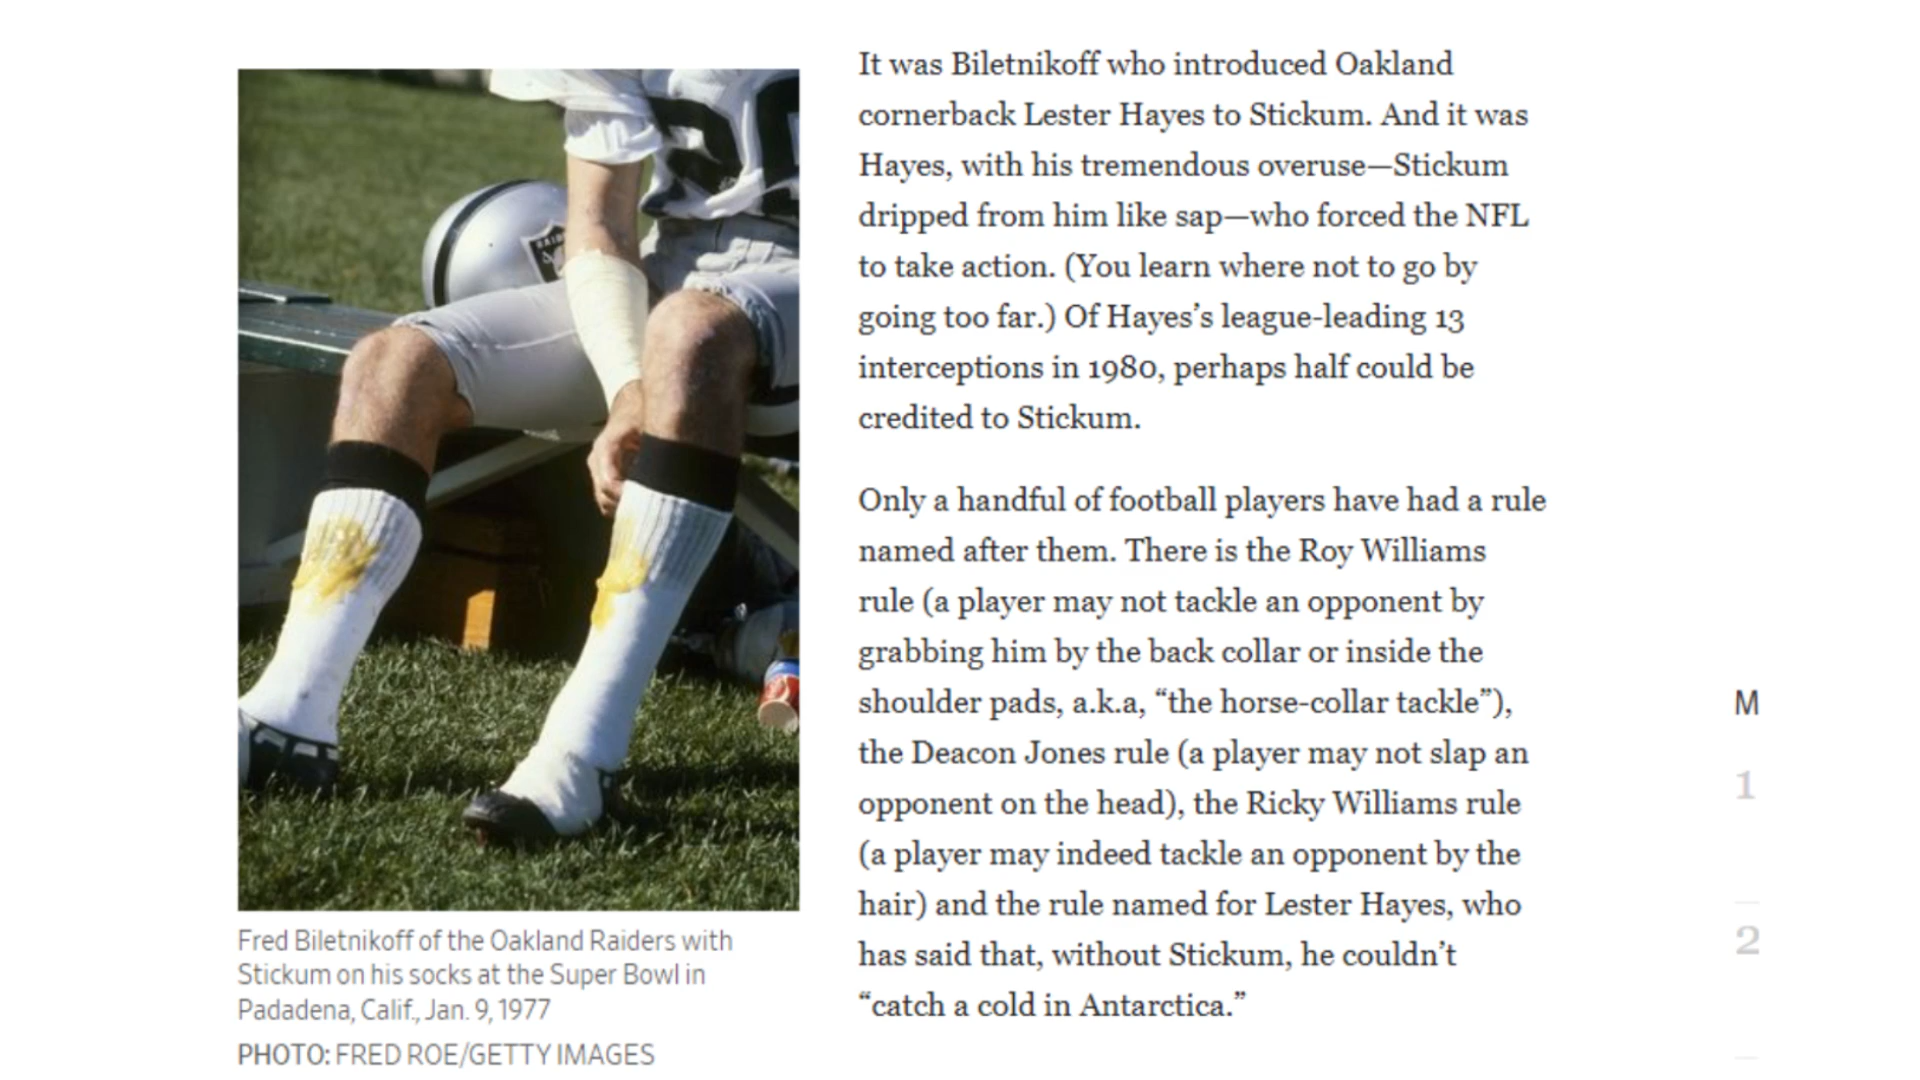 It was Biletnikoff who introduced Oakland
cornerback Lester Hayes to Stickum. And it was
Hayes, with his tremendous overuse—Stickum
dripped from him like sap—who forced the NFL
to take action. (You learn where not to go by
going too far.) Of Hayes’s league-leading 13
interceptions in 1980, perhaps half could be
credited to Stickum.
Only a handful of football players have had a rule
named after them. There is the Roy Williams
rule (a player may not tackle an opponent by
grabbing him by the back collar or inside the
shoulder pads, a.k.a, “the horse-collar tackle”),
the Deacon Jones rule (a player may not slap an
opponent on the head), the Ricky Williams rule
(a player may indeed tackle an opponent by the
hair) and the rule named for Lester Hayes, who
has said that, without Stickum, he couldn’t
“catch a cold in Antarctica.”
Fred Biletnikoff of the Oakland Raiders with
Stickum on his socks at the Super Bowl in
Padadena, Calif., Jan. 9, 1977
PHOTO: FRED ROE/GETTY IMAGES
M
1
2